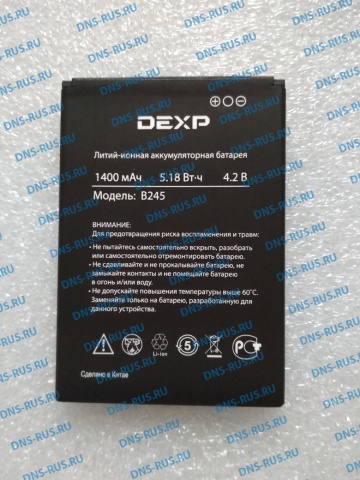 DEXP
Литий-ионная аккумуляторная батарея
1400 мАч 5.18 Вт·ч 4.2 В
Модель: B245
ВНИМАНИЕ:
Для предотвращения риска воспламенения и травм:
• Не пытайтесь самостоятельно вскрыть, разобрать
или самостоятельно отремонтировать батарею.
• Не сдавливайте и не прокалывайте батарею, не
замыкайте контакты и не помещайте батарею
в огонь и/или воду.
• Не допускайте повышения температуры выше 60°С.
Заменяйте только на батарею, разработанную для
данного устройства.
Li-ion
5
РСТ
Сделано в Китае
DNS-RUS.RU